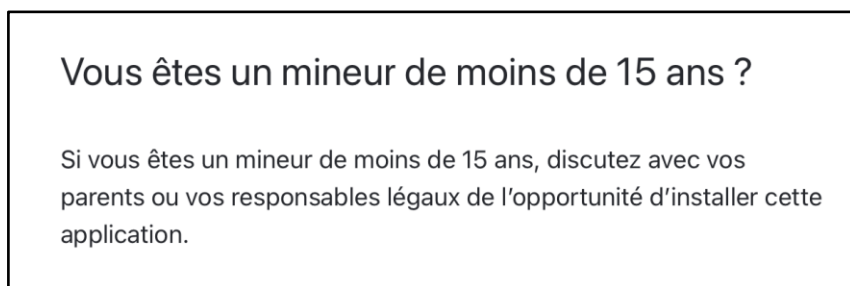 Vous êtes un mineur de moins de 15 ans ?
Si vous êtes un mineur de moins de 15 ans, discutez avec vos
parents ou vos responsables légaux de l’opportunité d’installer cette
application.